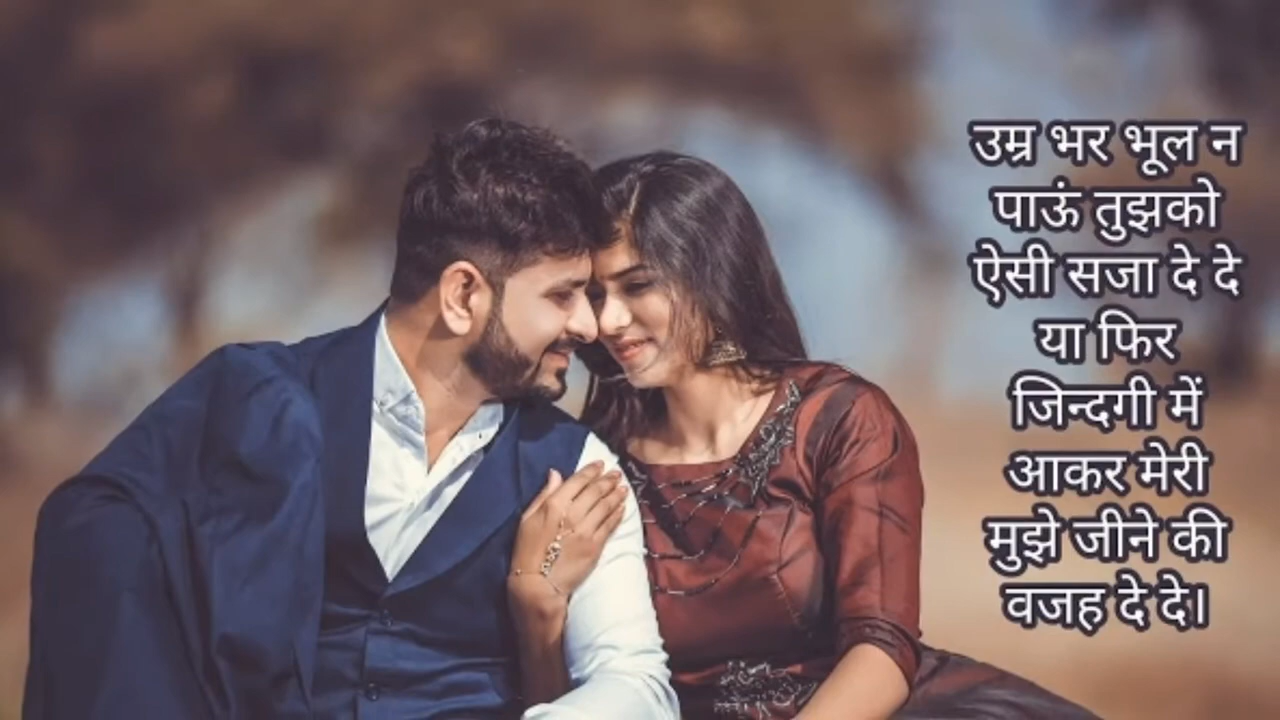 उम्र भर भूल न
पाऊं तुझको
ऐसी सजा दे दे
या फिर
जिन्दगी में
आकर मेरी
मुझे जीने की
वजह दे दे।